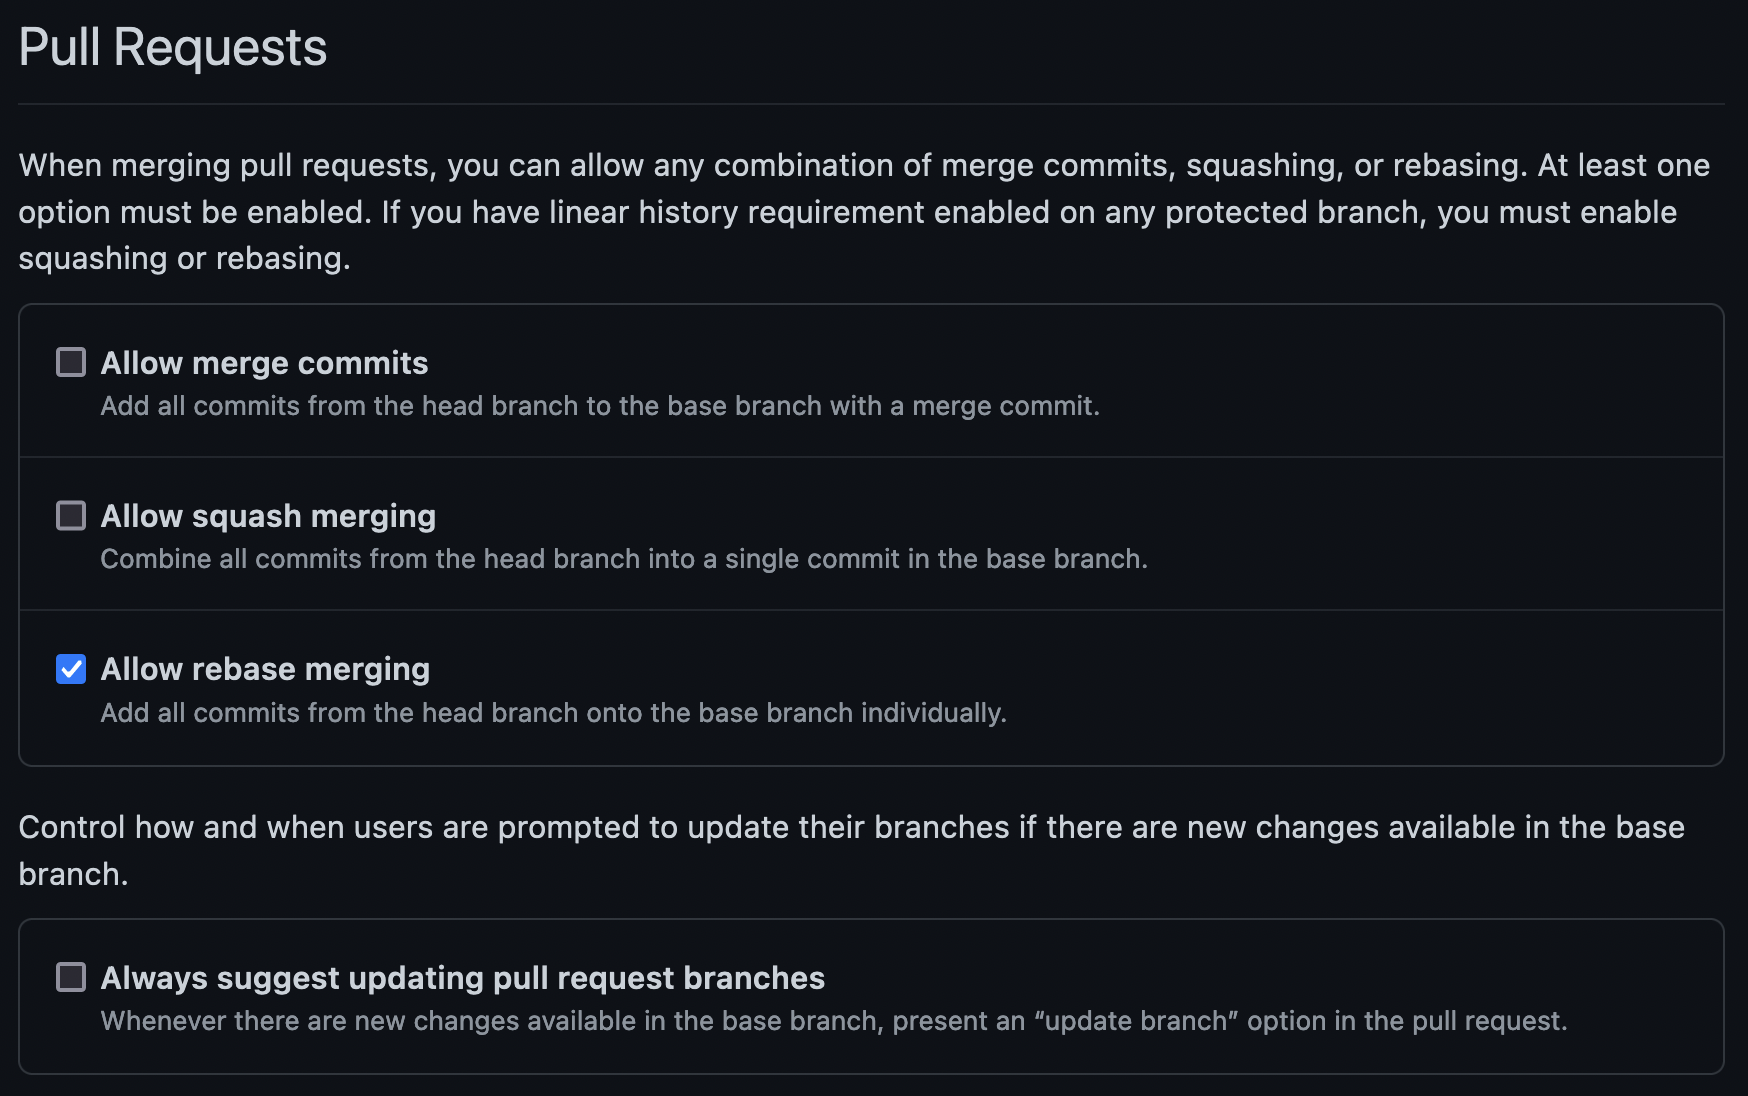 Pull Requests
When merging pull requests, you can allow any combination of merge commits, squashing, or rebasing. At least one
option must be enabled. If you have linear history requirement enabled on any protected branch, you must enable
squashing or rebasing.
Allow merge commits
Add all commits from the head branch to the base branch with a merge commit.
Allow squash merging
Combine all commits from the head branch into a single commit in the base branch.
Allow rebase merging
Add all commits from the head branch onto the base branch individually.
Control how and when users are prompted to update their branches if there are new changes available in the base
branch.
Always suggest updating pull request branches
Whenever there are new changes available in the base branch, present an “update branch” option in the pull request.